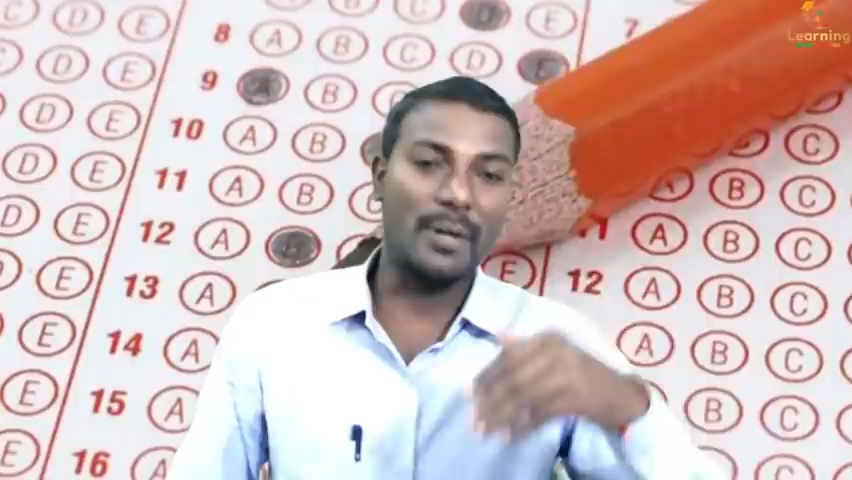 Learning
C D E 8 A B C D E 7
D E 9 A B C E
D E 10 A B B C
D E 11 A B C A B C
D E 12 A B E 11 A B C
E 13 A 12 A B C
E 14 A A B C
E 15 A B C
E 16 A B C